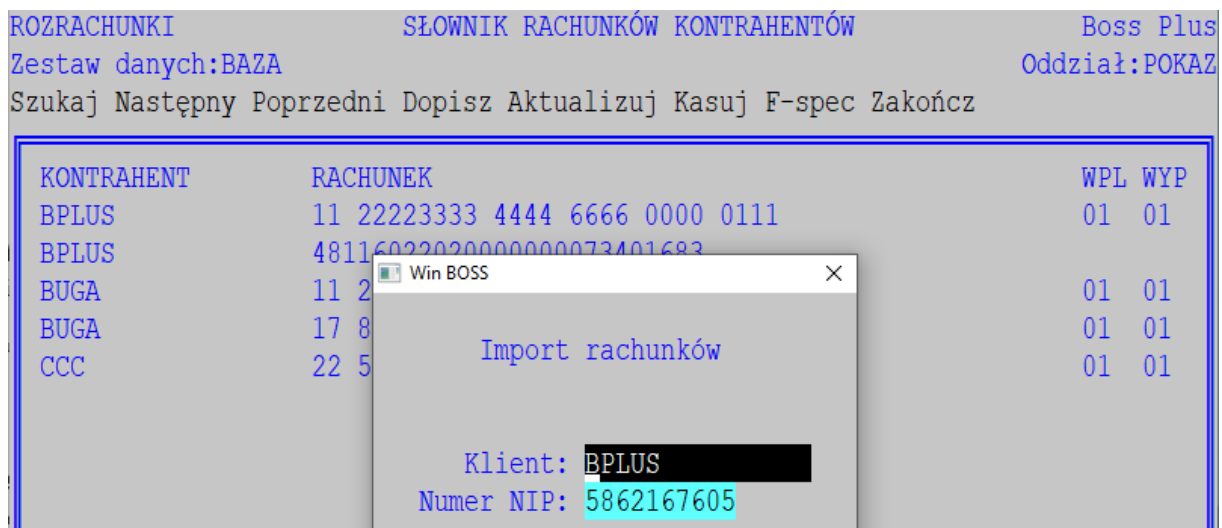 ROZRACHUNKI SŁOWNIK RACHUNKÓW KONTRAHENTÓW Boss Plus
Zestaw danych:BAZA Oddział:POKAZ
Szukaj Następny Poprzedni Dopisz Aktualizuj Kasuj F-spec Zakończ
KONTRAHENT RACHUNEK WPL WYP
BPLUS 11 22223333 4444 6666 0000 0111 01 01
BPLUS 48116022020000000073401683
BUGA 11 2 01 01
BUGA 17 8 01 01
CCC 22 5 01 01
Win BOSS
Import rachunków
Klient: BPLUS
Numer NIP: 5862167605